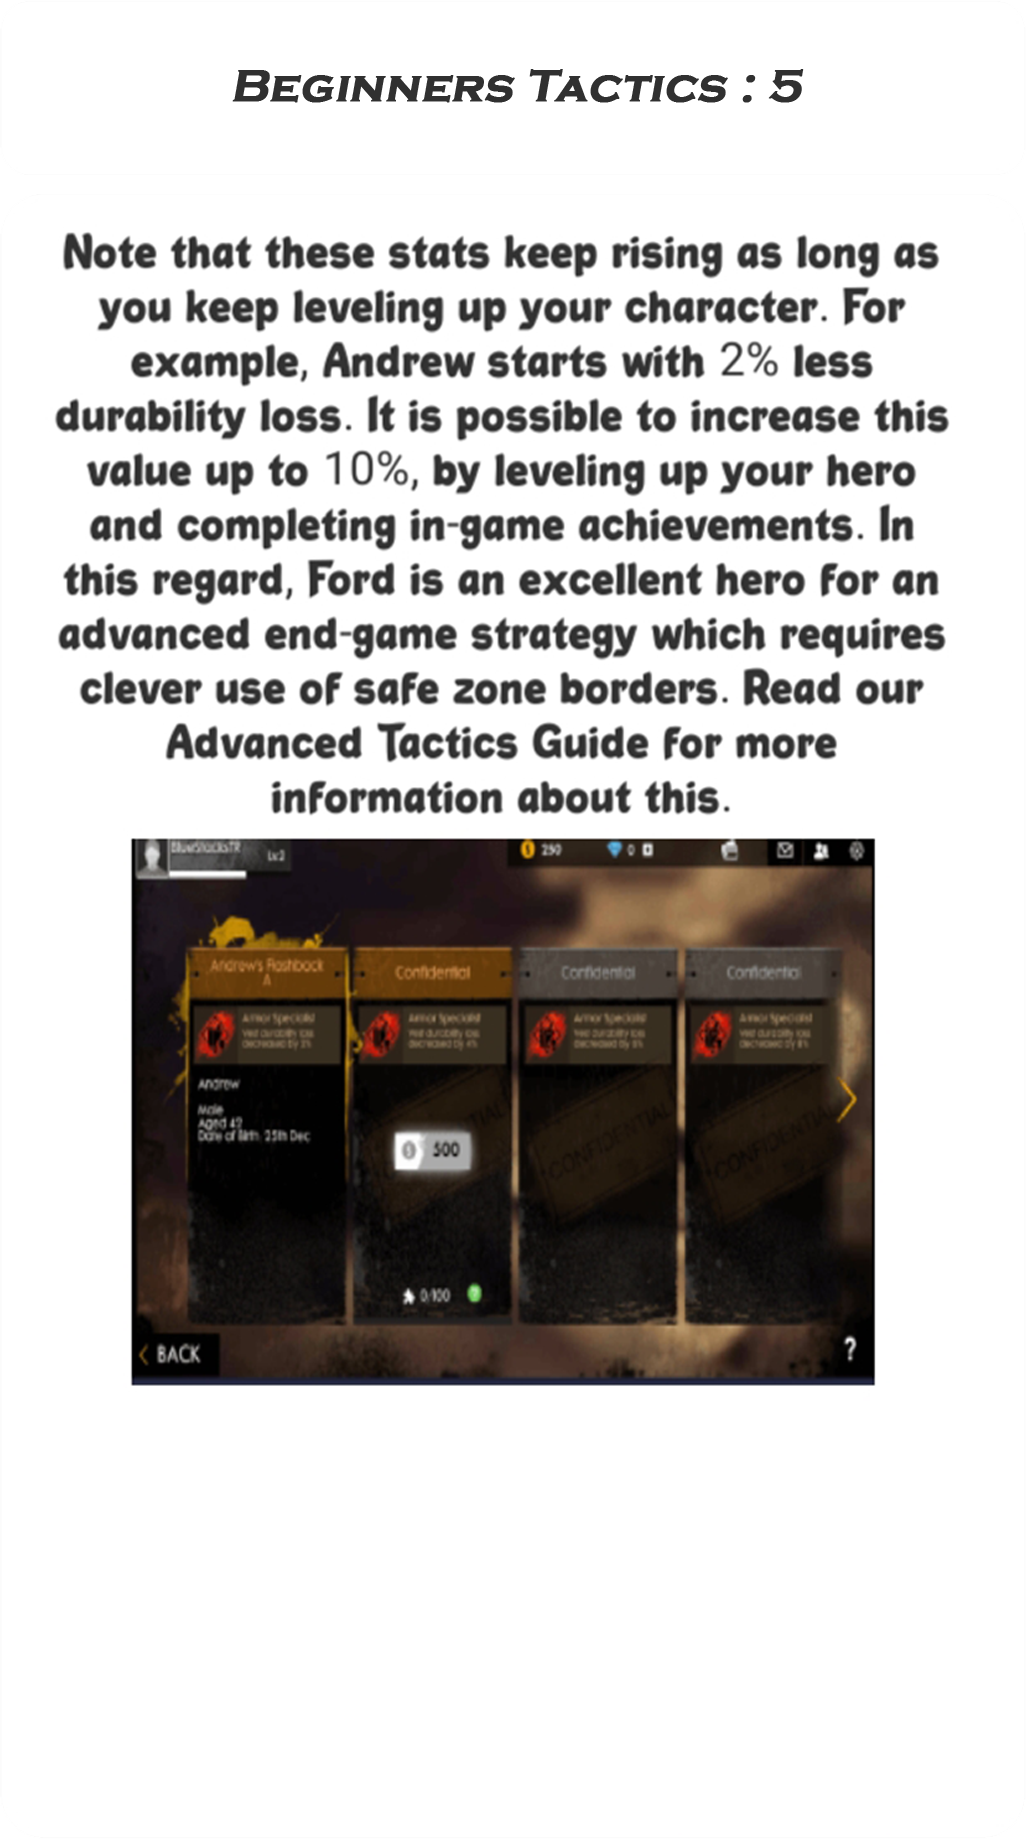 BEGINNERS TACTICS : 5
Note that these stats keep rising as long as
you keep leveling up your character. For
example, Andrew starts with 2% less
durability loss. It is possible to increase this
value up to 10%, by leveling up your hero
and completing in-game achievements. In
this regard, Ford is an excellent hero for an
advanced end-game strategy which requires
clever use of safe zone borders. Read our
Advanced Tactics Guide for more
information about this.
BlueStacksTR
Lv.2
250
0
Andrew's Flashback
A
Confidential
Confidential
Confidential
Armor Specialist
Vest durability loss
decreased by 2%
Armor Specialist
Vest durability loss
decreased by 4%
Armor Specialist
Vest durability loss
decreased by
Armor Specialist
Vest durability loss
decreased by 8%
Andrew
Male
Aged 42
Date of Birth: 25th Dec
500
CONFIDENTIAL
CONFIDENTIAL
CONFIDENTIAL
0/100
?
BACK
?